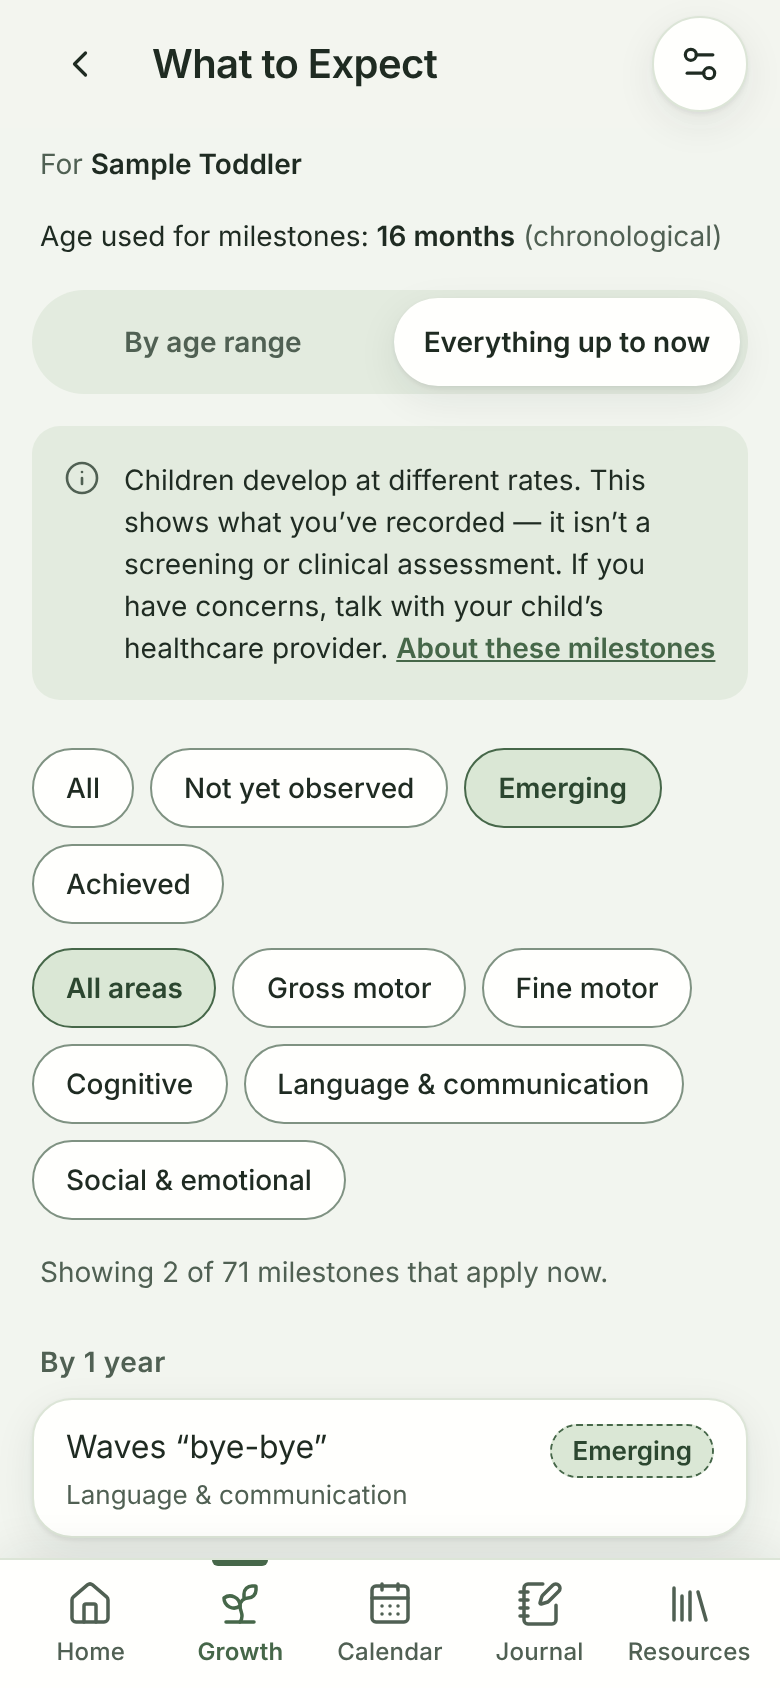 What to Expect
For Sample Toddler
Age used for milestones: 16 months (chronological)
By age range
Everything up to now
Children develop at different rates. This
shows what you’ve recorded — it isn’t a
screening or clinical assessment. If you
have concerns, talk with your child’s
healthcare provider. About these milestones
All
Not yet observed
Emerging
Achieved
All areas
Gross motor
Fine motor
Cognitive
Language & communication
Social & emotional
Showing 2 of 71 milestones that apply now.
By 1 year
Waves “bye-bye”
Emerging
Language & communication
Home
Growth
Calendar
Journal
Resources